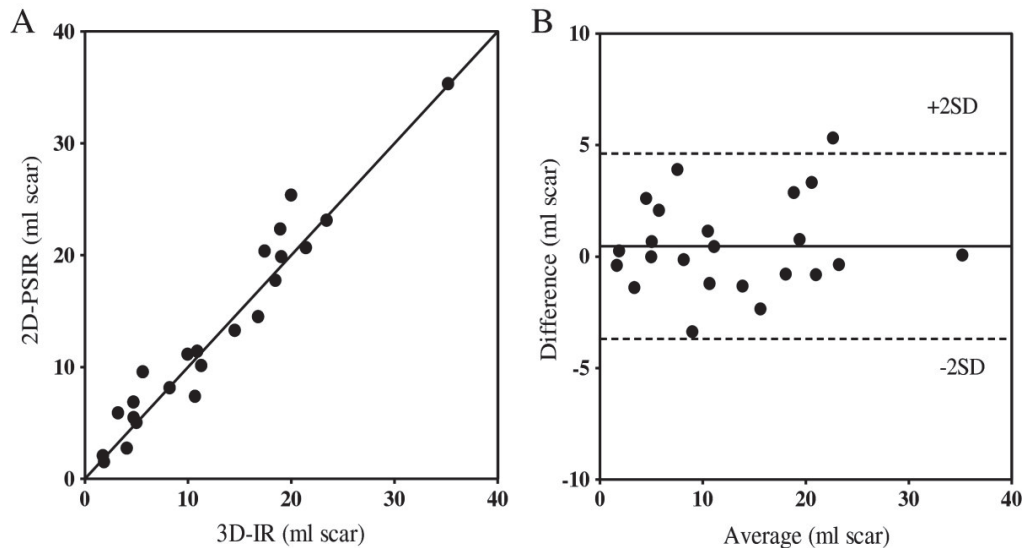 A
40
30
20
10
0
2D-PSIR (ml scar)
0 10 20 30 40
3D-IR (ml scar)
B
10
5
0
-5
-10
Difference (ml scar)
+2SD
-2SD
0 10 20 30 40
Average (ml scar)